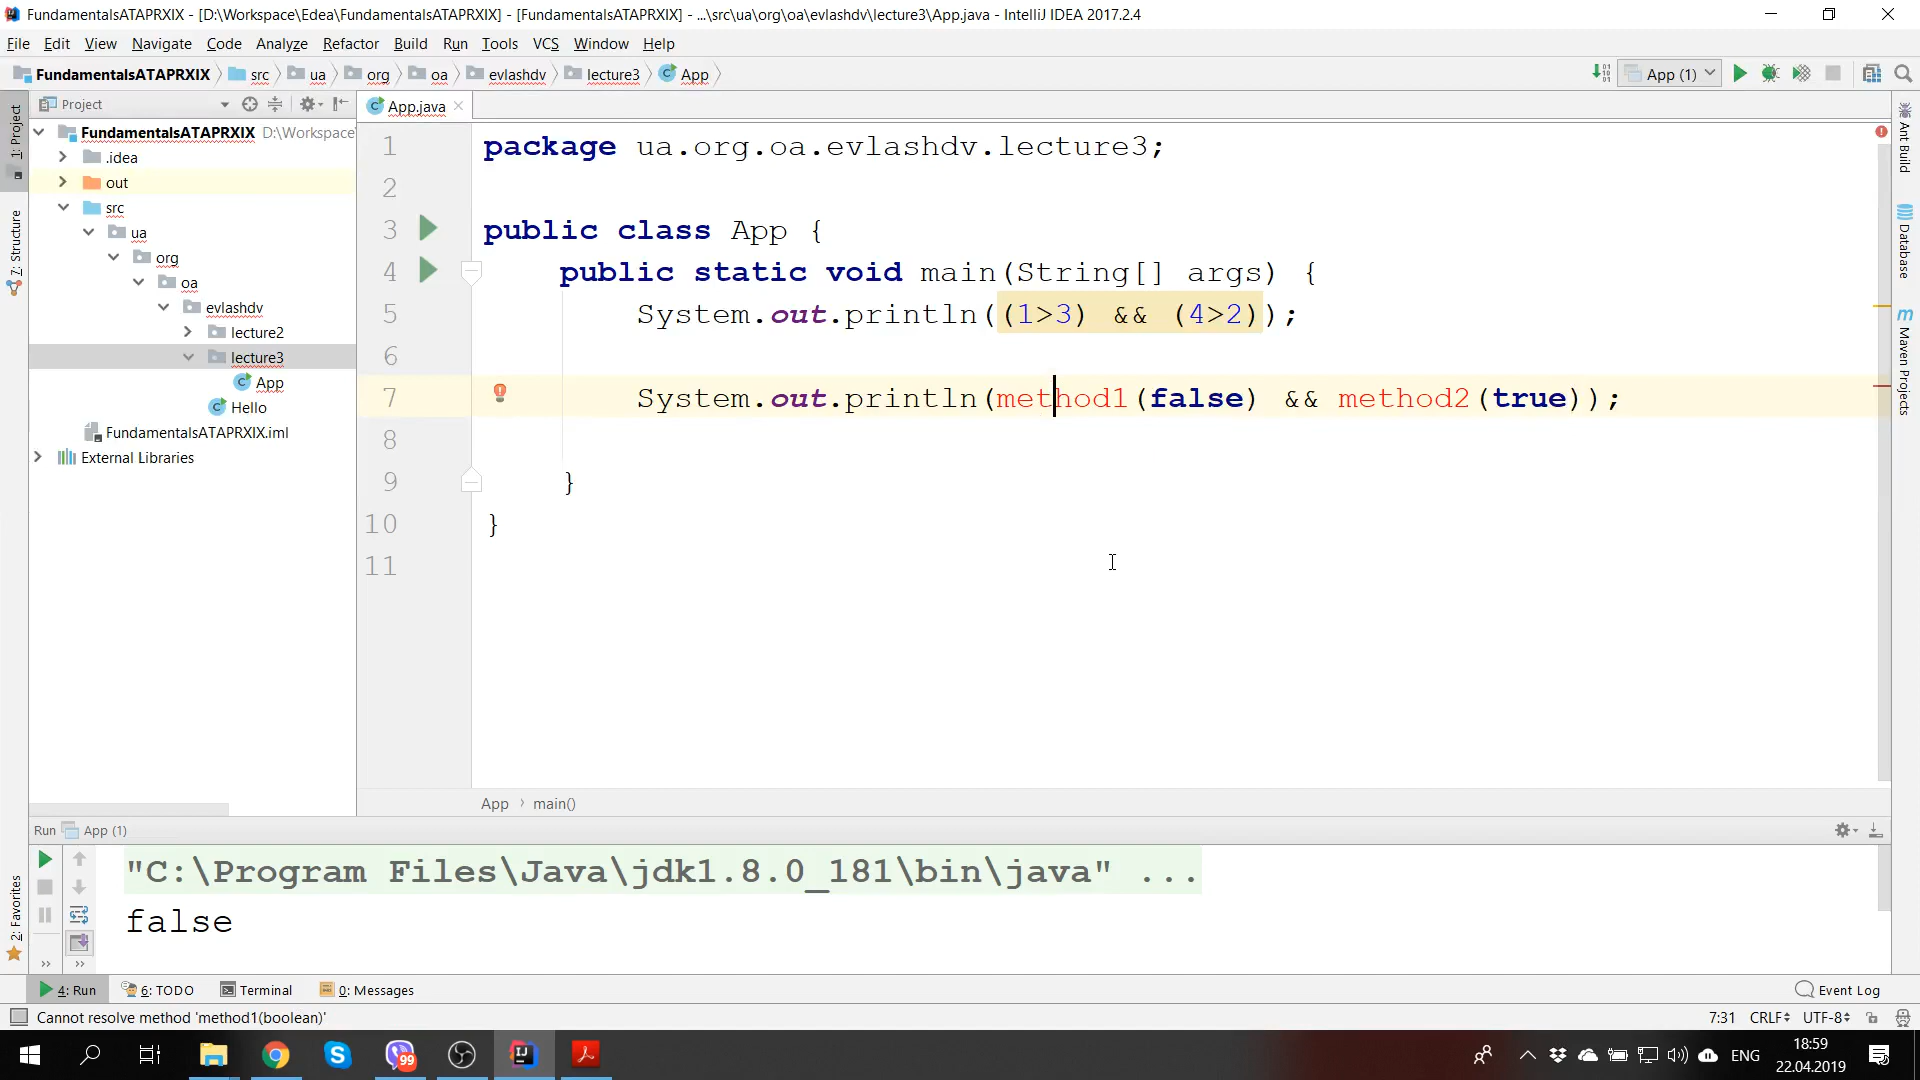 FundamentalsATAPRXIX - [D:\Workspace\Edea\FundamentalsATAPRXIX] - [FundamentalsATAPRXIX] - ...\src\ua\org\oa\evlashdv\lecture3\App.java - IntelliJ IDEA 2017.2.4
File Edit View Navigate Code Analyze Refactor Build Run Tools VCS Window Help
FundamentalsATAPRXIX src ua org oa evlashdv lecture3 App App (1)
Project
App.java
FundamentalsATAPRXIX D:\Workspace
.idea
out
src
ua
org
oa
evlashdv
lecture2
lecture3
App
Hello
FundamentalsATAPRXIX.iml
External Libraries
1: Project
7: Structure
2: Favorites
1 package ua.org.oa.evlashdv.lecture3;
2
3 public class App {
4 public static void main(String[] args) {
5 System.out.println((1>3) && (4>2));
6
7 System.out.println(method1(false) && method2(true));
8
9 }
10 }
11
Ant Build
Database
Maven Projects
App › main()
Run App (1)
"C:\Program Files\Java\jdk1.8.0_181\bin\java" ...
false
4: Run 6: TODO Terminal 0: Messages Event Log
Cannot resolve method 'method1(boolean)' 7:31 CRLF UTF-8
99
ENG
18:59
22.04.2019